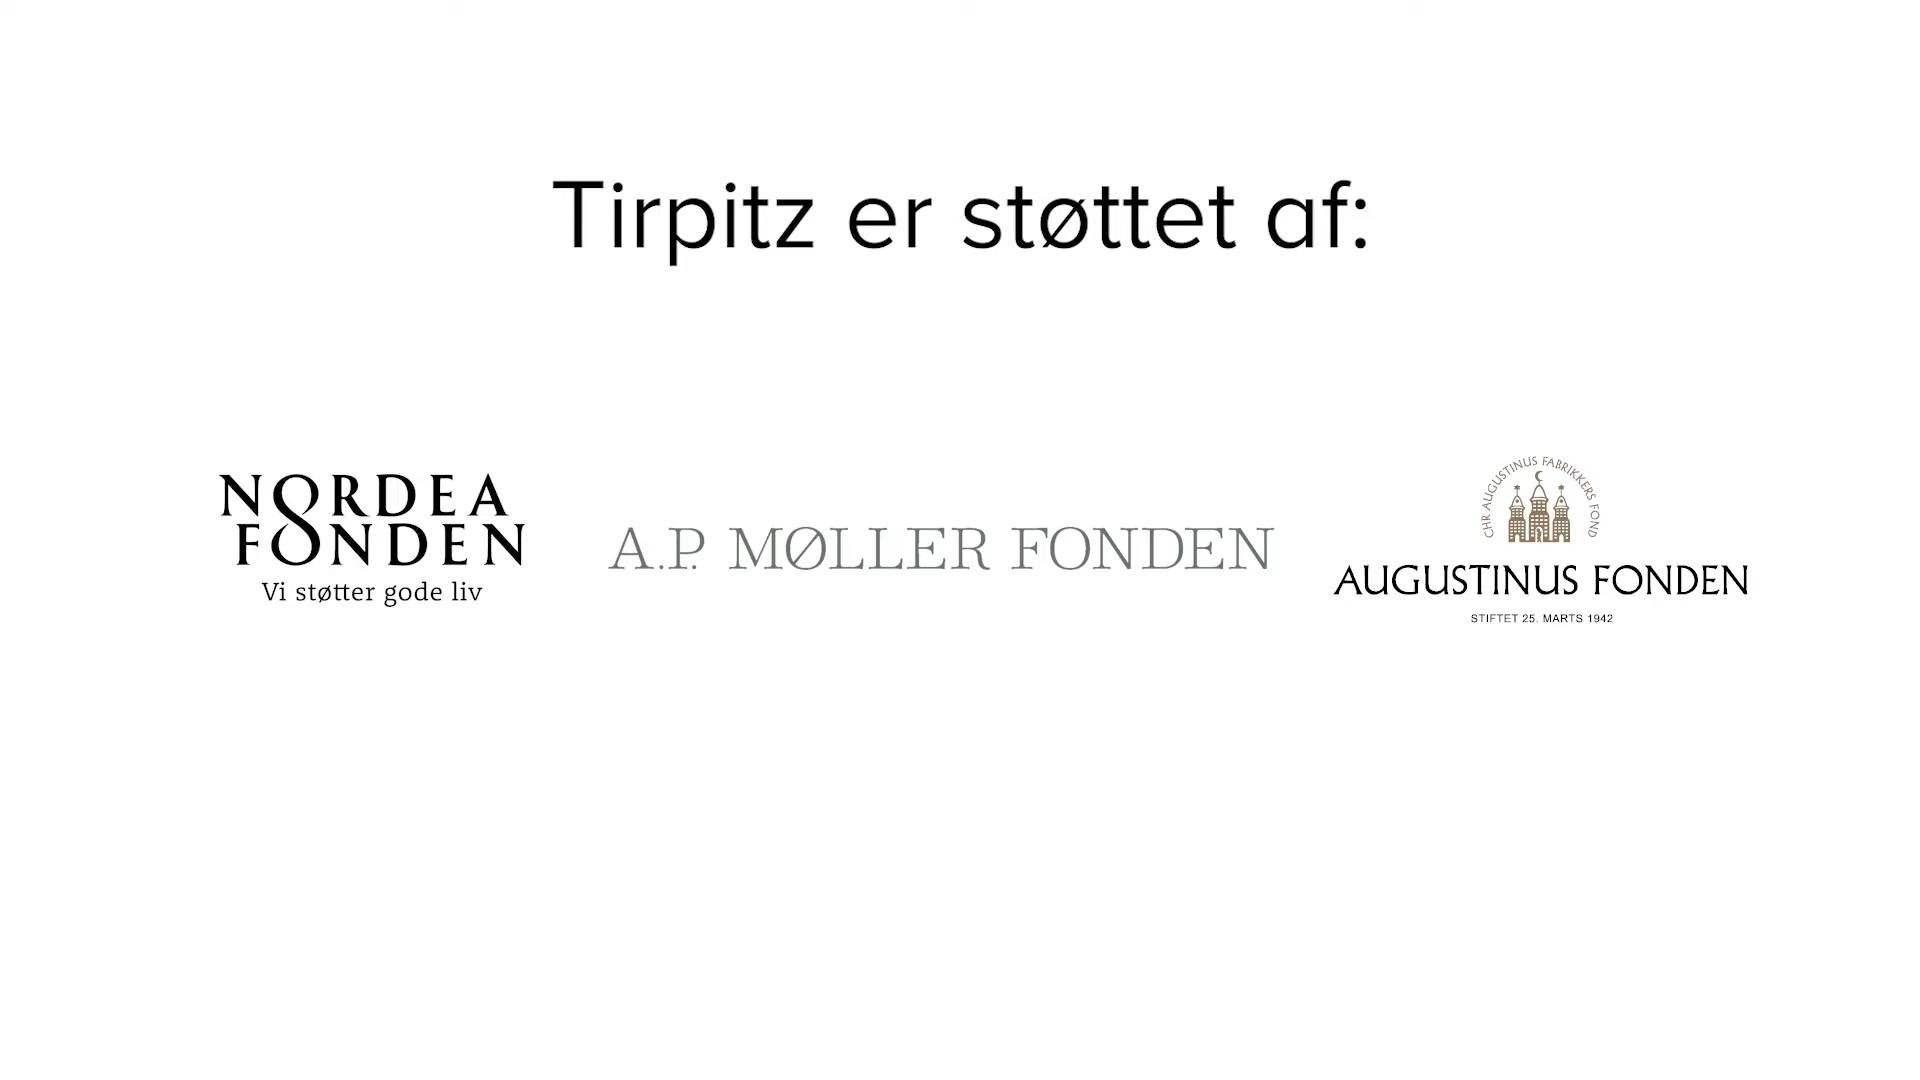 Tirpitz er støttet af:
NORDEA
FONDEN
Vi støtter gode liv
A.P. MØLLER FONDEN
CHR AUGUSTINUS FABRIKKERS FOND
AUGUSTINUS FONDEN
STIFTET 25. MARTS 1942